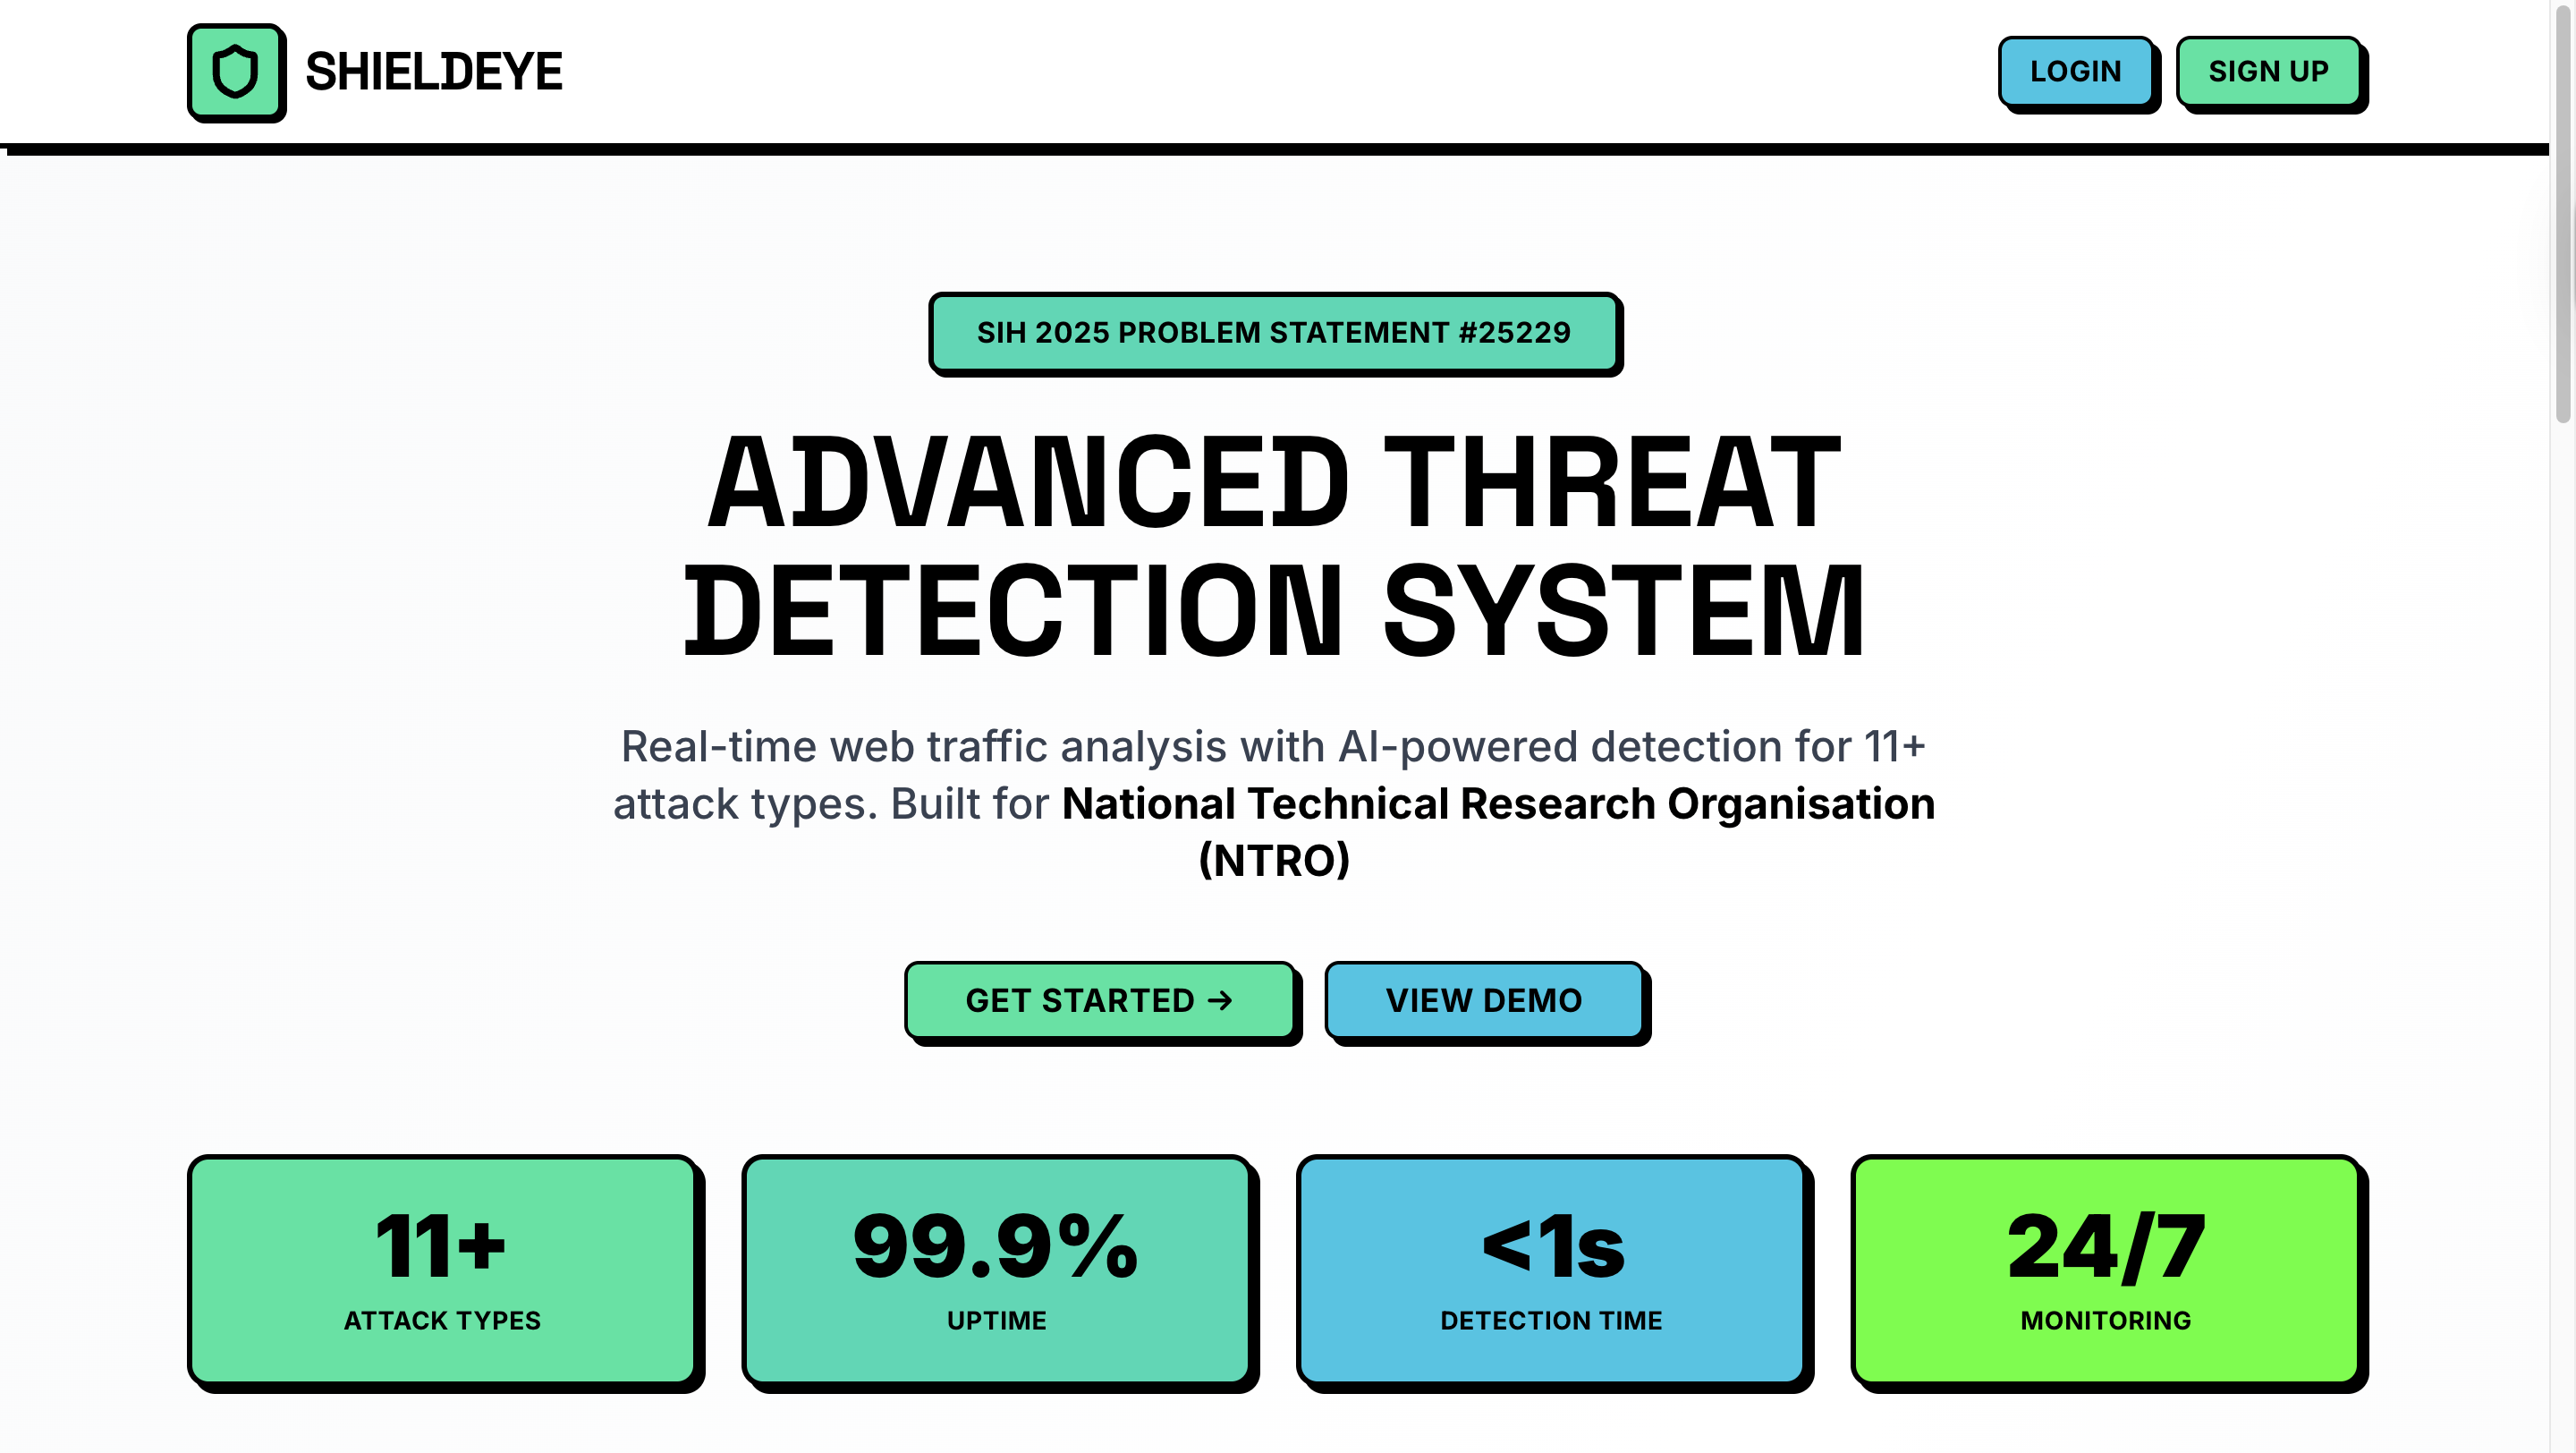 SHIELDEYE
LOGIN
SIGN UP
SIH 2025 PROBLEM STATEMENT #25229
ADVANCED THREAT
DETECTION SYSTEM
Real-time web traffic analysis with AI-powered detection for 11+
attack types. Built for National Technical Research Organisation
(NTRO)
GET STARTED →
VIEW DEMO
11+
ATTACK TYPES
99.9%
UPTIME
<1s
DETECTION TIME
24/7
MONITORING